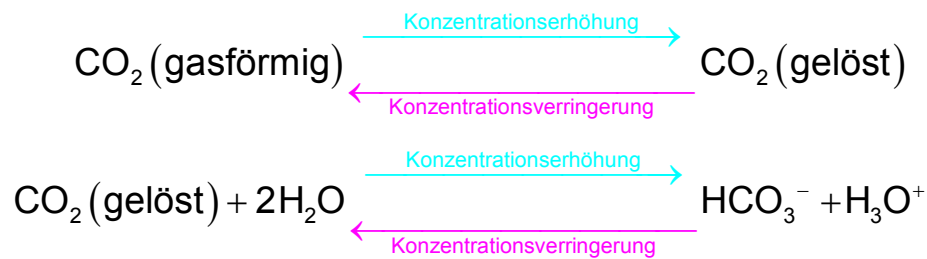 Konzentrationserhöhung
CO₂ (gasförmig) ⟶ CO₂ (gelöst)
⟵
Konzentrationsverringerung
Konzentrationserhöhung
CO₂ (gelöst) + 2H₂O ⟶ HCO₃⁻ + H₃O⁺
⟵
Konzentrationsverringerung